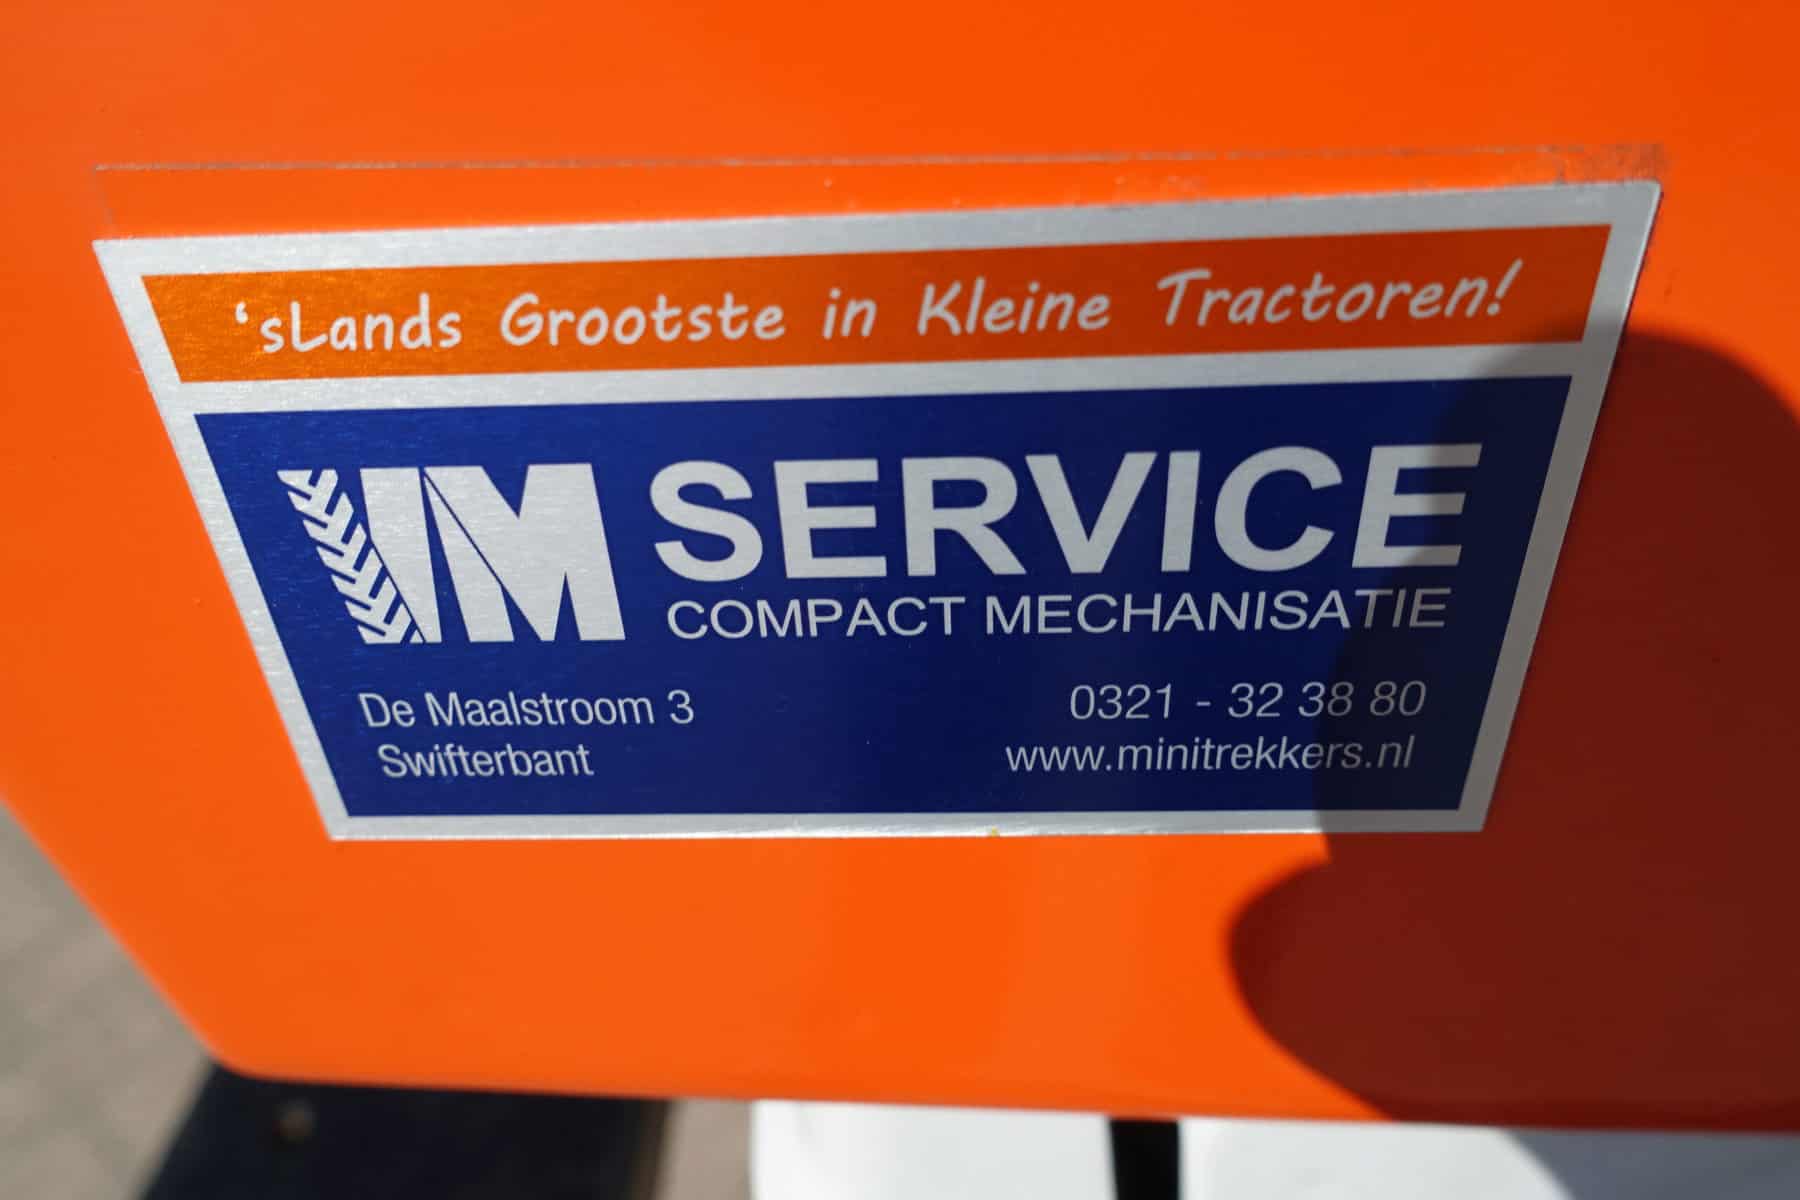 ‘sLands Grootste in Kleine Tractoren!
IM SERVICE
COMPACT MECHANISATIE
De Maalstroom 3
Swifterbant
0321 - 32 38 80
www.minitrekkers.nl